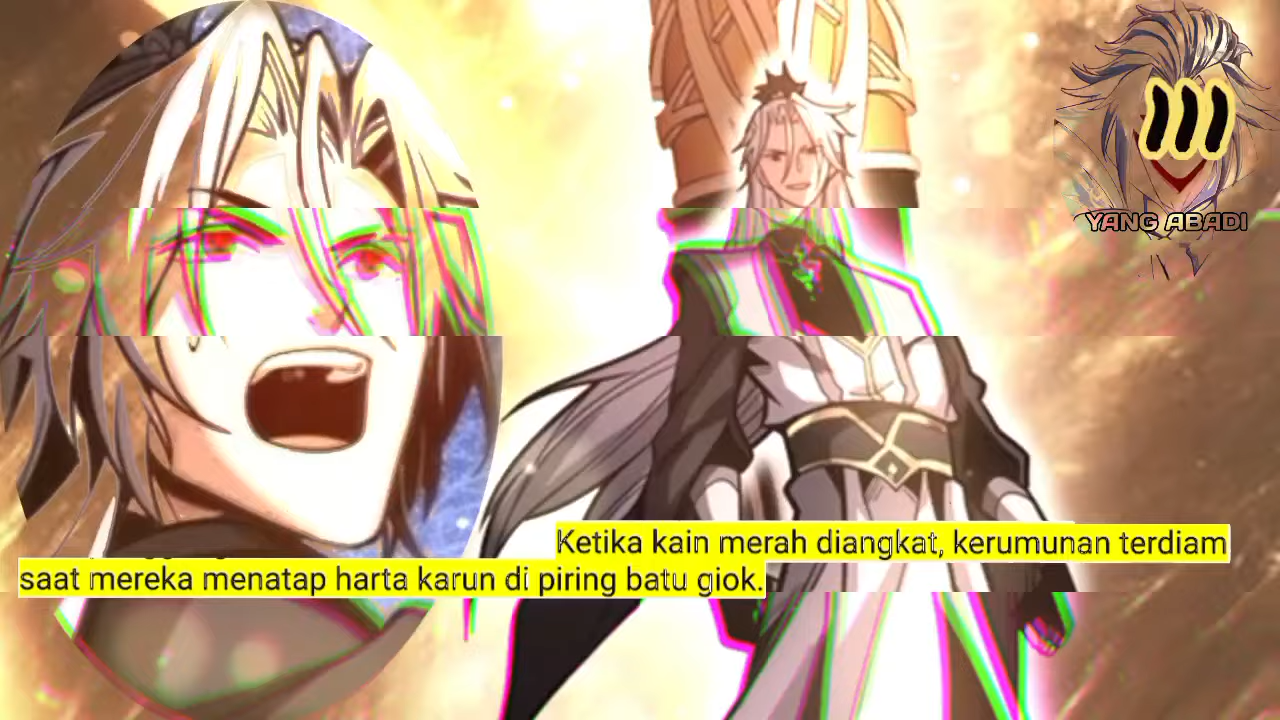 YANG ABADI
Ketika kain merah diangkat, kerumunan terdiam
saat mereka menatap harta karun di piring batu giok.